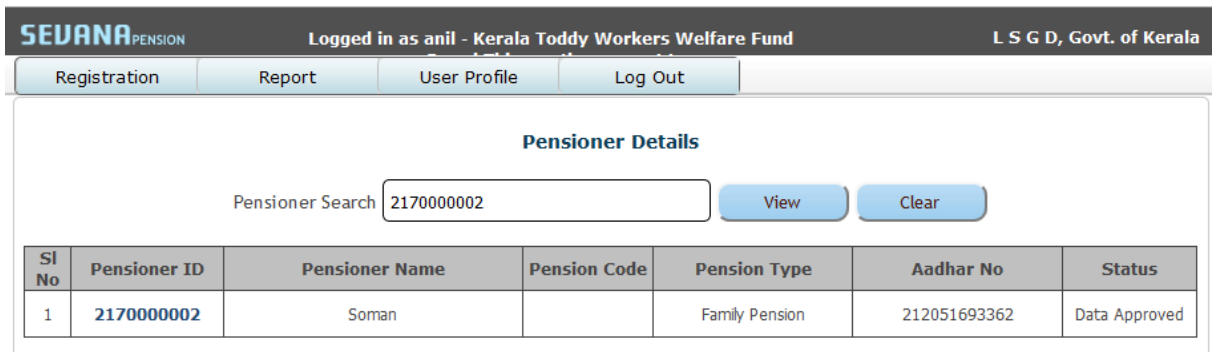 SEVANA PENSION Logged in as anil - Kerala Toddy Workers Welfare Fund L S G D, Govt. of Kerala
Registration Report User Profile Log Out
Pensioner Details
Pensioner Search 2170000002 View Clear
Sl No Pensioner ID Pensioner Name Pension Code Pension Type Aadhar No Status
1 2170000002 Soman Family Pension 212051693362 Data Approved